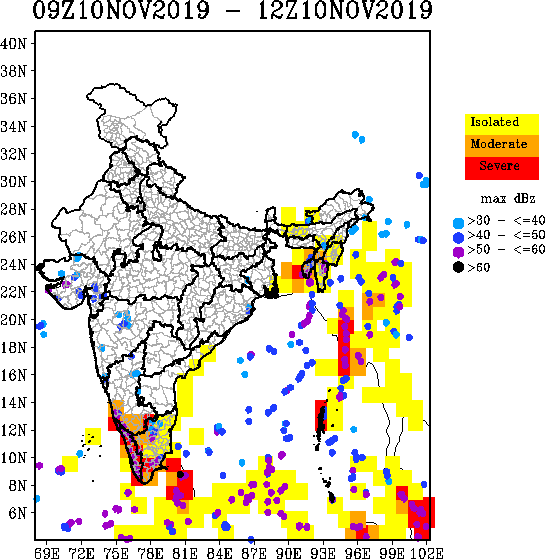 09Z10NOV2019 – 12Z10NOV2019
40N
38N
36N
34N
32N
30N
28N
26N
24N
22N
20N
18N
16N
14N
12N
10N
8N
6N
69E 72E 75E 78E 81E 84E 87E 90E 93E 96E 99E 102E
Isolated
Moderate
Severe
max dBz
>30 - <=40
>40 - <=50
>50 - <=60
>60